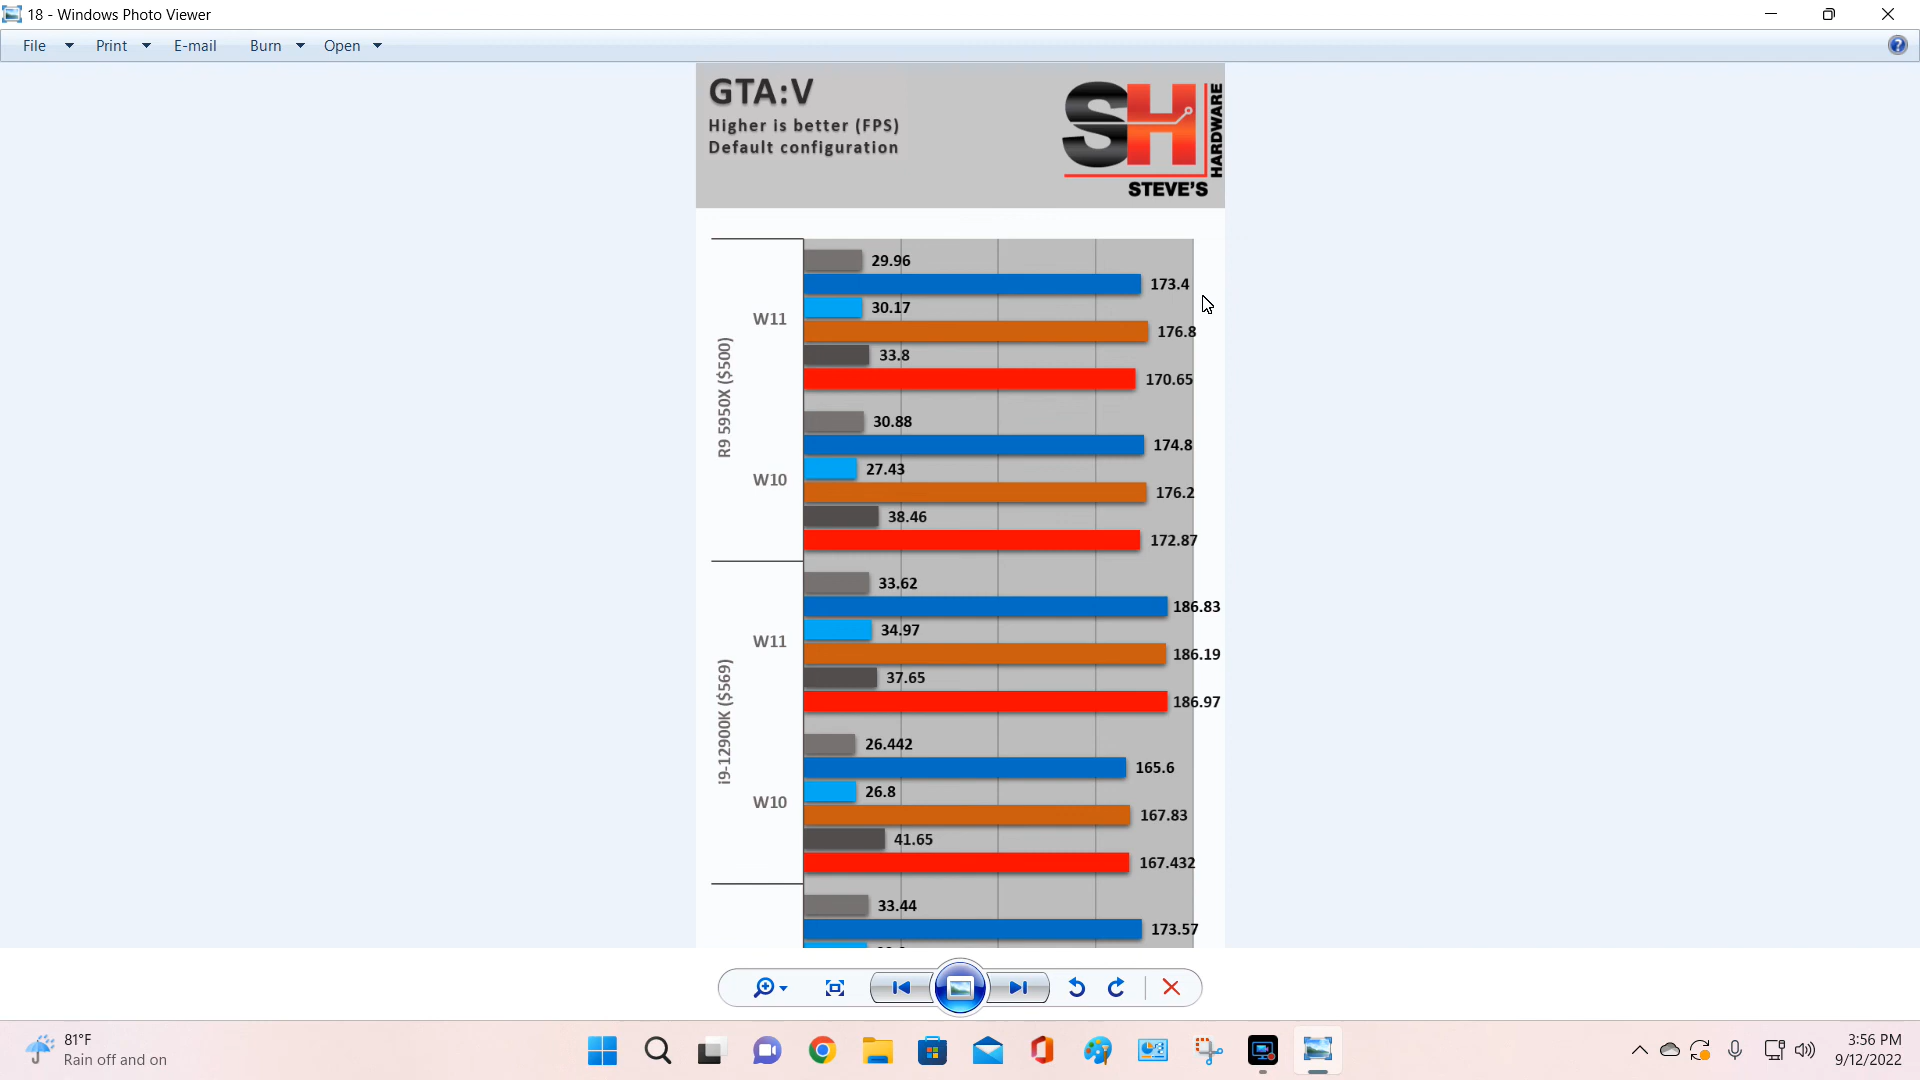 18 - Windows Photo Viewer
File Print E-mail Burn Open
GTA:V
Higher is better (FPS)
Default configuration
SH
HARDWARE
STEVE'S
R9 5950X ($500)
W11
29.96
173.4
30.17
176.8
33.8
170.65
W10
30.88
174.8
27.43
176.2
38.46
172.87
i9-12900K ($569)
W11
33.62
186.83
34.97
186.19
37.65
186.97
W10
26.442
165.6
26.8
167.83
41.65
167.432
33.44
173.57
81°F
Rain off and on
3:56 PM
9/12/2022